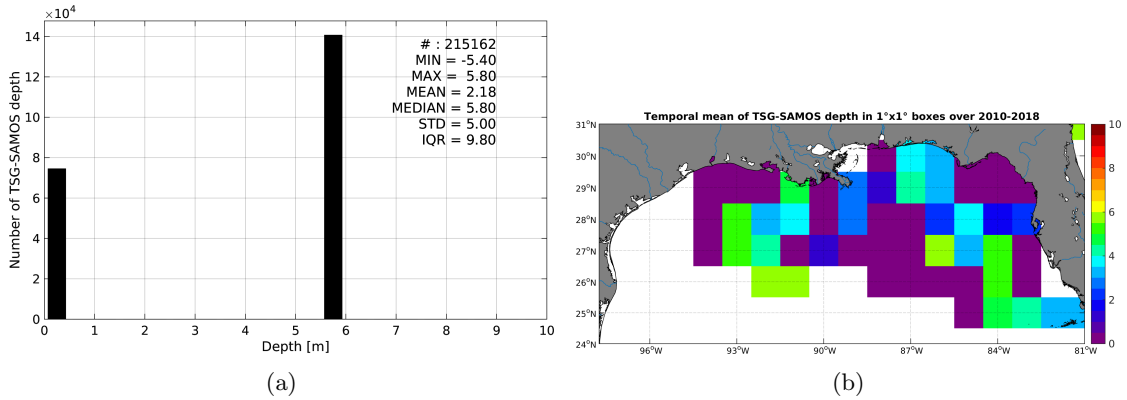 ×10⁴
14
12
10
8
6
4
2
0
Number of TSG-SAMOS depth
# : 215162
MIN = -5.40
MAX = 5.80
MEAN = 2.18
MEDIAN = 5.80
STD = 5.00
IQR = 9.80
0 1 2 3 4 5 6 7 8 9 10
Depth [m]
(a)
Temporal mean of TSG-SAMOS depth in 1°x1° boxes over 2010-2018
31°N
30°N
29°N
28°N
27°N
26°N
25°N
24°N
96°W 93°W 90°W 87°W 84°W 81°W
10
9
8
7
6
5
4
3
2
1
0
(b)